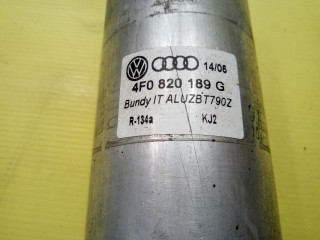 14/06
4F0 820 189 G
Bundy IT ALUZBT790Z
R-134a KJ2